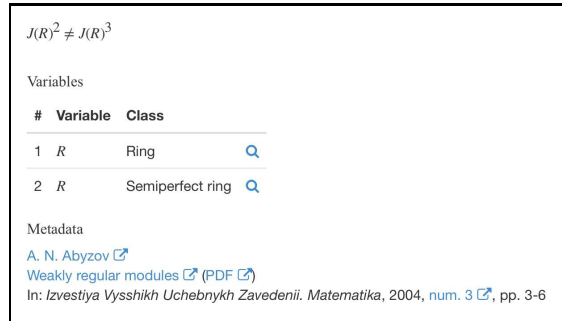 J(R)² ≠ J(R)³
Variables
# Variable Class
1 R Ring
2 R Semiperfect ring
Metadata
A. N. Abyzov
Weakly regular modules (PDF)
In: Izvestiya Vysshikh Uchebnykh Zavedenii. Matematika, 2004, num. 3, pp. 3-6